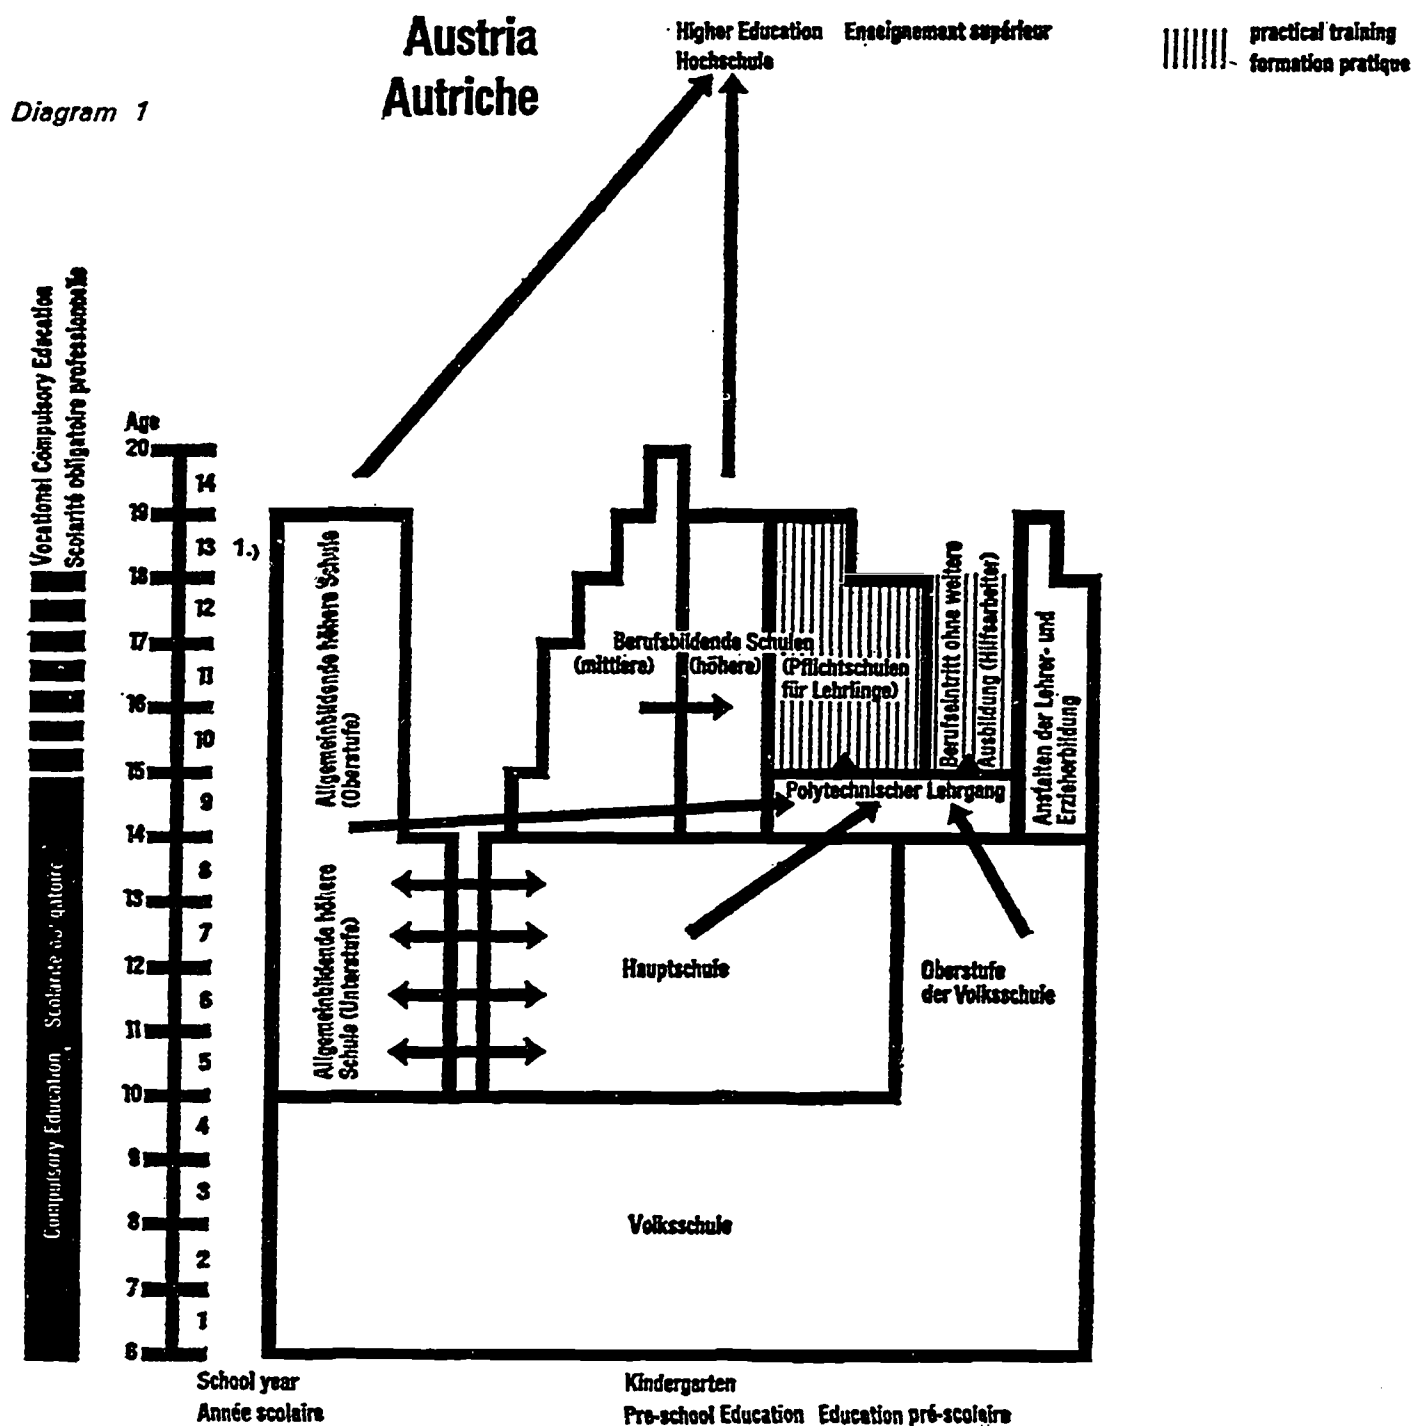 Austria
Autriche
Diagram 1
Higher Education Enseignement supérieur
Hochschule
practical training
formation pratique
Vocational Compulsory Education
Scolarité obligatoire professionnelle
Compulsory Education
Age
20
19
18
17
16
15
14
13
12
11
10
9
8
7
6
14
13
12
11
10
9
8
7
6
5
4
3
2
1
1.)
Allgemeinbildende höhere Schule
(Oberstufe)
Allgemeinbildende höhere
Schule (Unterstufe)
Berufsbildende Schulen
(mittlere) (höhere) (Pflichtschulen
für Lehrlinge)
Berufseintritt ohne weitere
Ausbildung (Hilfsarbeiter)
Anstalten der Lehrer- und
Erzieherbildung
Polytechnischer Lehrgang
Hauptschule
Oberstufe
der Volksschule
Volksschule
School year
Année scolaire
Kindergarten
Pre-school Education Education pré-scolaire